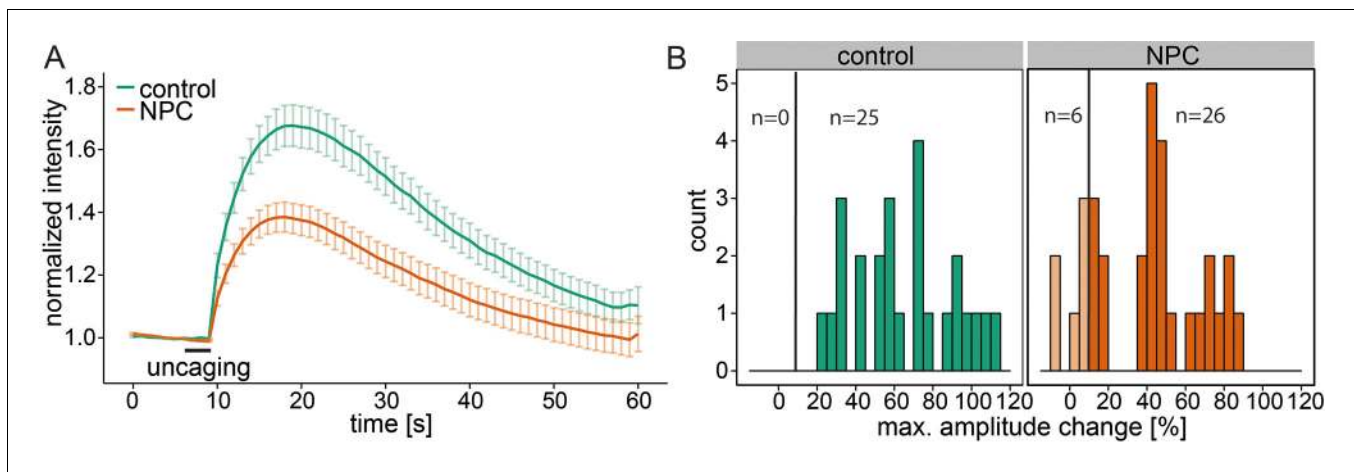 A
normalized intensity
1.8
1.6
1.4
1.2
1.0
control
NPC
uncaging
0 10 20 30 40 50 60
time [s]
B
control NPC
count
5
4
3
2
1
0
n=0 n=25
n=6 n=26
0 20 40 60 80 100 120
0 20 40 60 80 100 120
max. amplitude change [%]